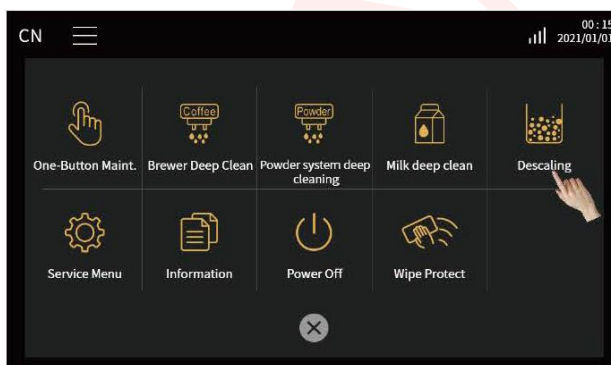 CN
00 : 15
2021/01/01
Coffee
Powder
One-Button Maint.
Brewer Deep Clean
Powder system deep
cleaning
Milk deep clean
Descaling
Service Menu
Information
Power Off
Wipe Protect